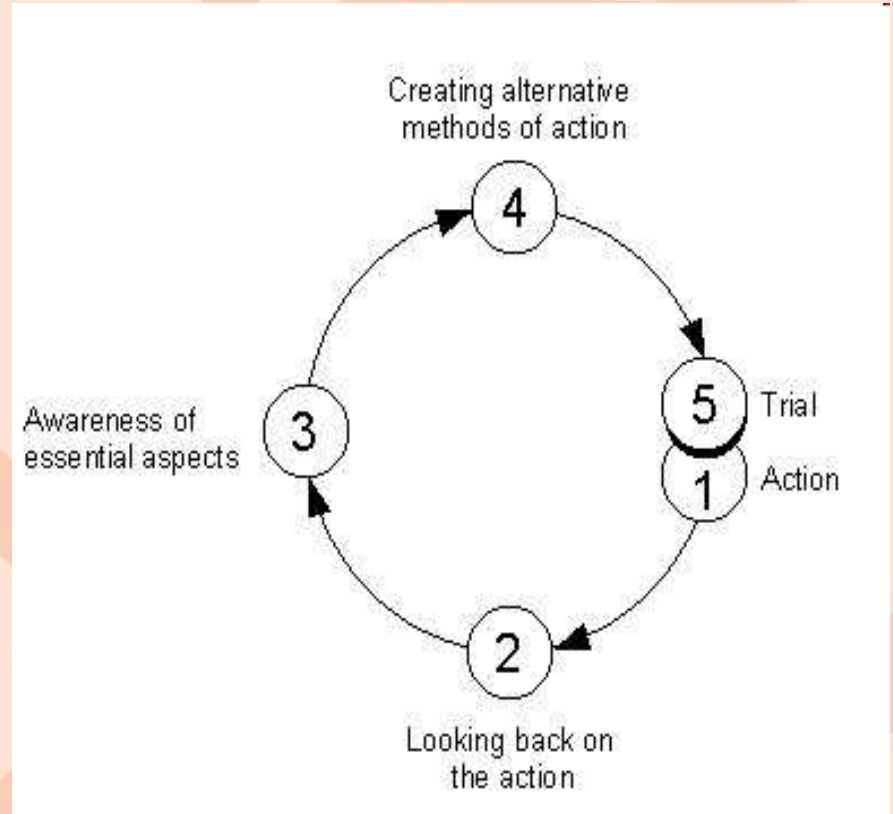 Creating alternative
methods of action
4
5
Trial
1
Action
Awareness of
essential aspects
3
2
Looking back on
the action